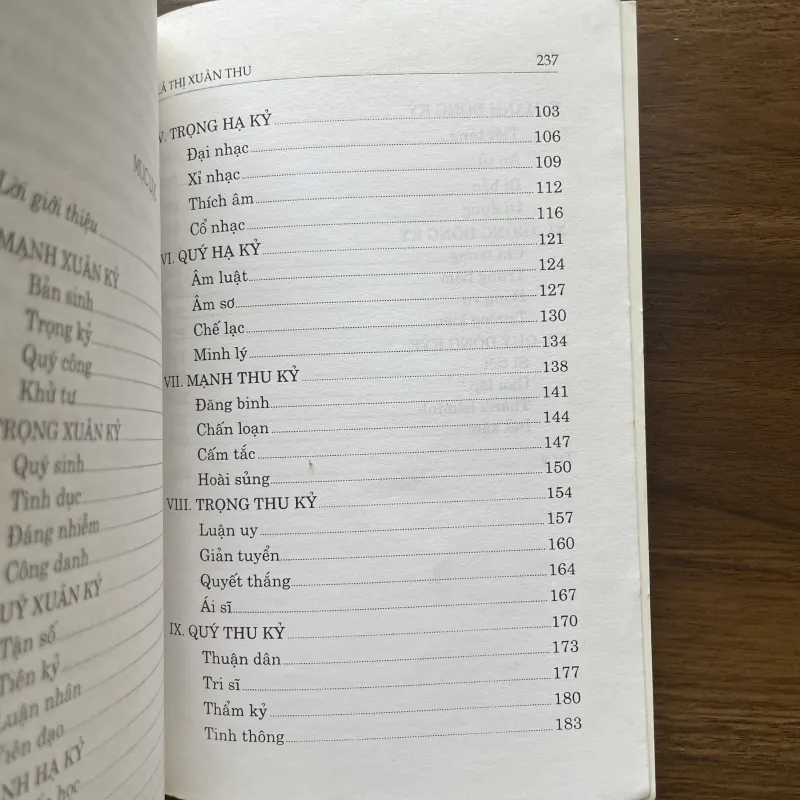 MỤC LỤC
Lời giới thiệu
MẠNH XUÂN KỶ
Bản sinh
Trọng kỷ
Quý công
Khử tư
TRỌNG XUÂN KỶ
Quý sinh
Tình dục
Đáng nhiễm
Công danh
QUÝ XUÂN KỶ
Tận số
Tiên kỷ
Luận nhân
LÃ THỊ XUÂN THU 237
V. TRỌNG HẠ KỶ 103
Đại nhạc 106
Xỉ nhạc 109
Thích âm 112
Cổ nhạc 116
VI. QUÝ HẠ KỶ 121
Âm luật 124
Âm sơ 127
Chế lạc 130
Minh lý 134
VII. MẠNH THU KỶ 138
Đăng binh 141
Chấn loạn 144
Cấm tắc 147
Hoài sủng 150
VIII. TRỌNG THU KỶ 154
Luận uy 157
Giản tuyển 160
Quyết thắng 164
Ái sĩ 167
IX. QUÝ THU KỶ 170
Thuận dân 173
Tri sĩ 177
Thẩm kỷ 180
Tinh thông 183